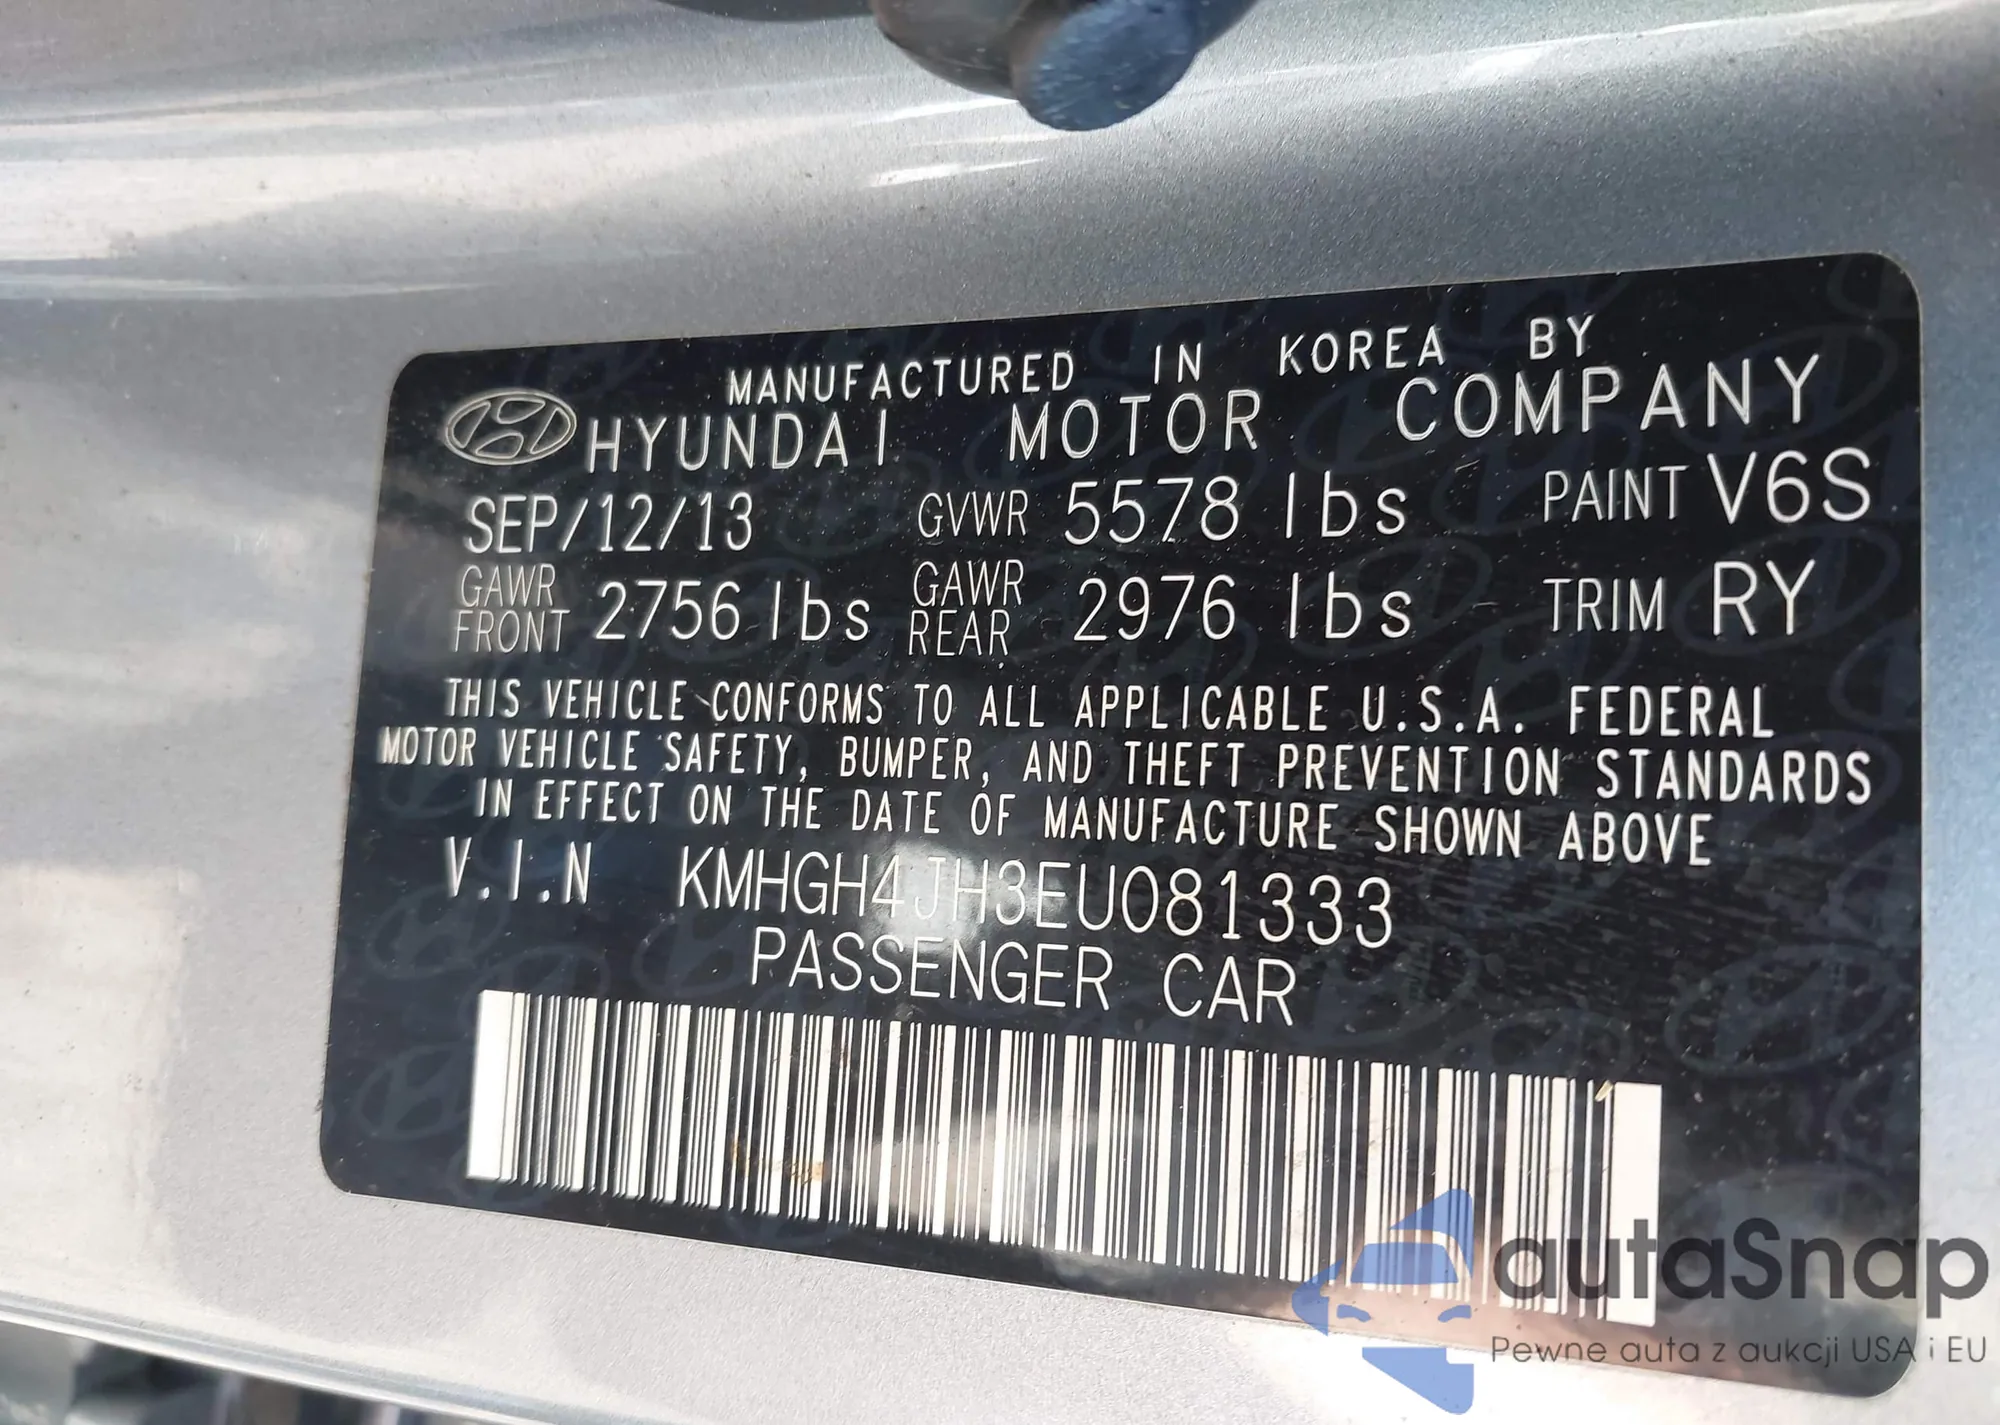 MANUFACTURED IN KOREA BY
HYUNDAI MOTOR COMPANY
SEP/12/13 GVWR 5578 lbs PAINT V6S
GAWR FRONT 2756 lbs GAWR REAR 2976 lbs TRIM RY
THIS VEHICLE CONFORMS TO ALL APPLICABLE U.S.A. FEDERAL
MOTOR VEHICLE SAFETY, BUMPER, AND THEFT PREVENTION STANDARDS
IN EFFECT ON THE DATE OF MANUFACTURE SHOWN ABOVE
V.I.N KMHGH4JH3EU081333
PASSENGER CAR
1
autaSnap
Pewne auta z aukcji USA i EU